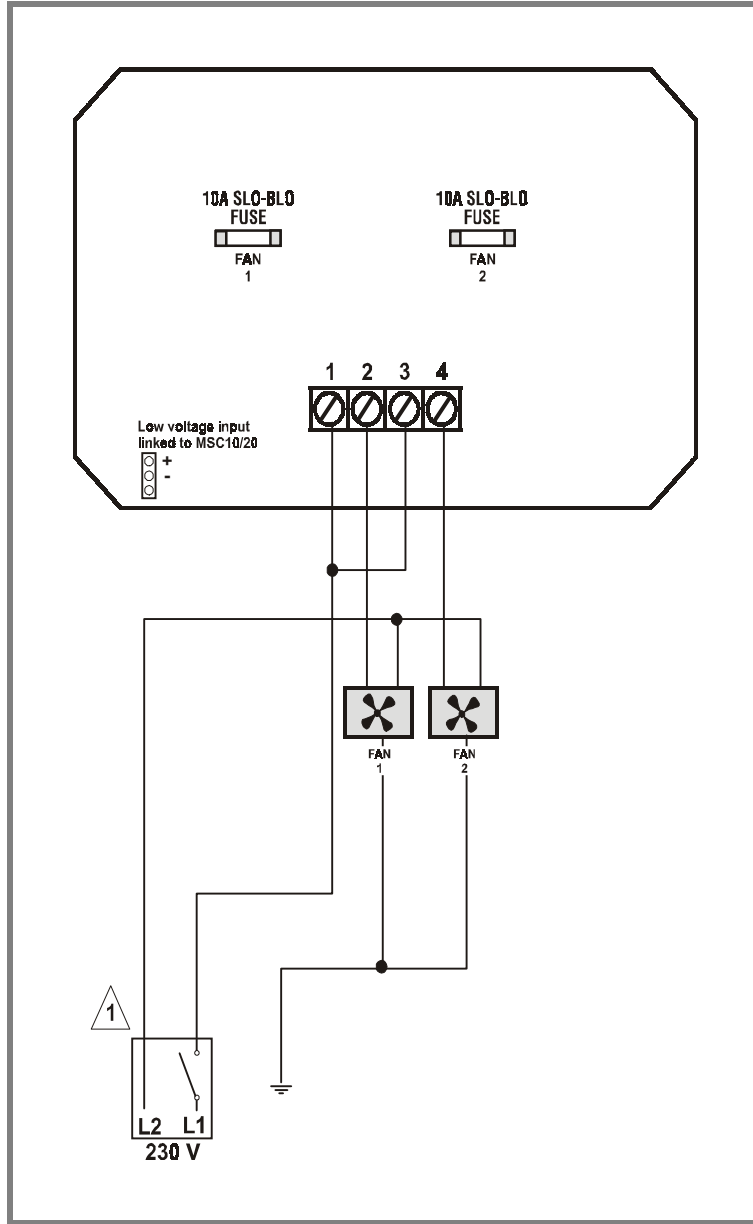 10A SLO-BLO
FUSE
FAN
1
10A SLO-BLO
FUSE
FAN
2
1 2 3 4
Low voltage input
linked to MSC10/20
+
-
FAN
1
FAN
2
1
L2 L1
230 V